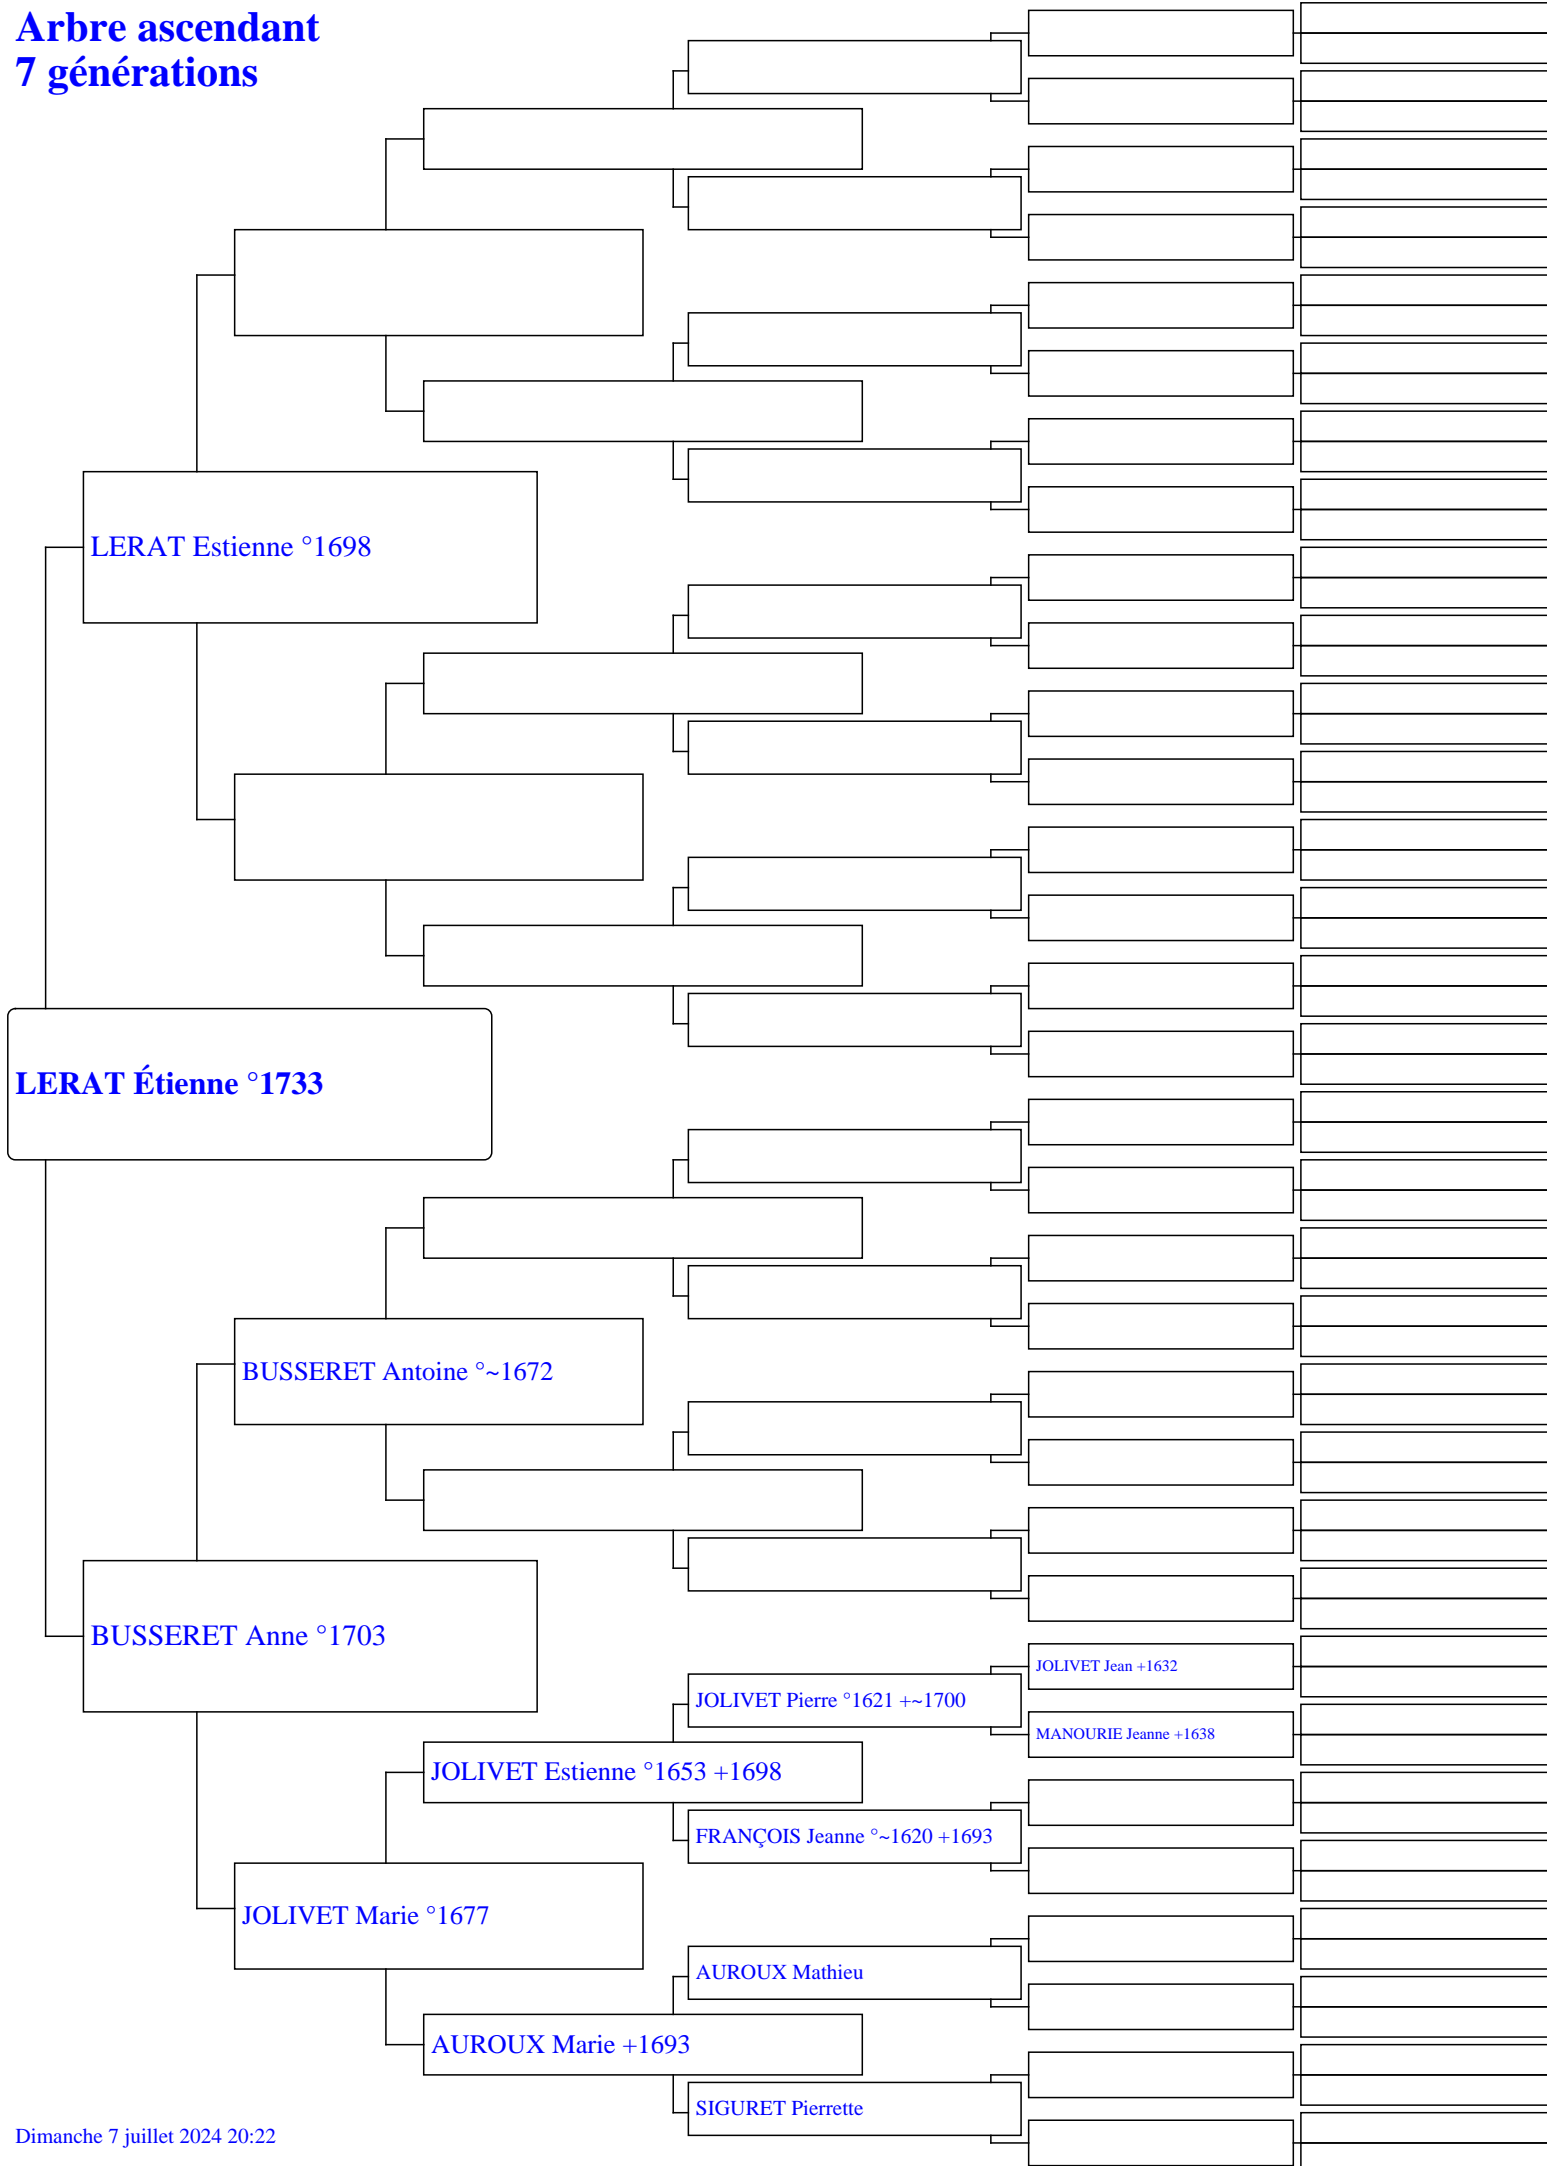 Arbre ascendant
7 générations
LERAT Estienne °1698
LERAT Étienne °1733
BUSSERET Antoine °~1672
BUSSERET Anne °1703
JOLIVET Jean +1632
JOLIVET Pierre °1621 +~1700
MANOURIE Jeanne +1638
JOLIVET Estienne °1653 +1698
FRANÇOIS Jeanne °~1620 +1693
JOLIVET Marie °1677
AUROUX Mathieu
AUROUX Marie +1693
SIGURET Pierrette
Dimanche 7 juillet 2024 20:22